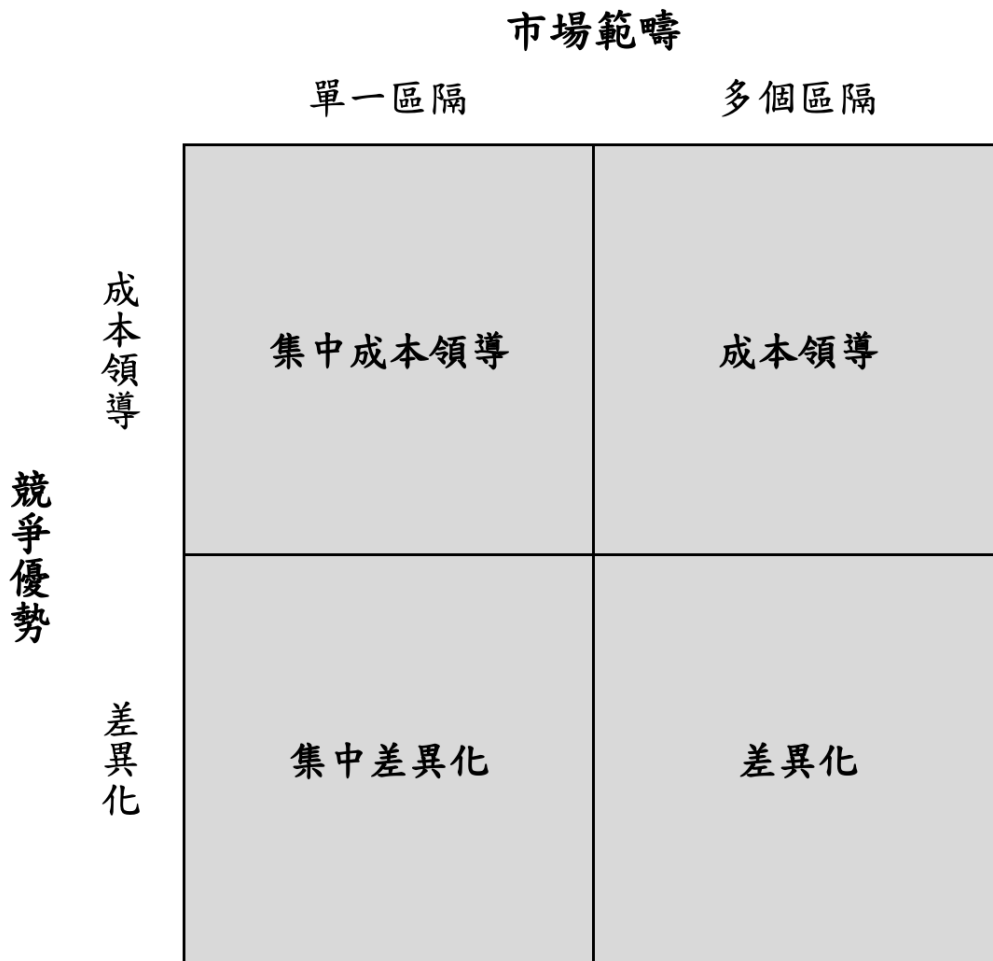 市場範疇
單一區隔
多個區隔
成本領導
集中成本領導
成本領導
競爭優勢
差異化
集中差異化
差異化